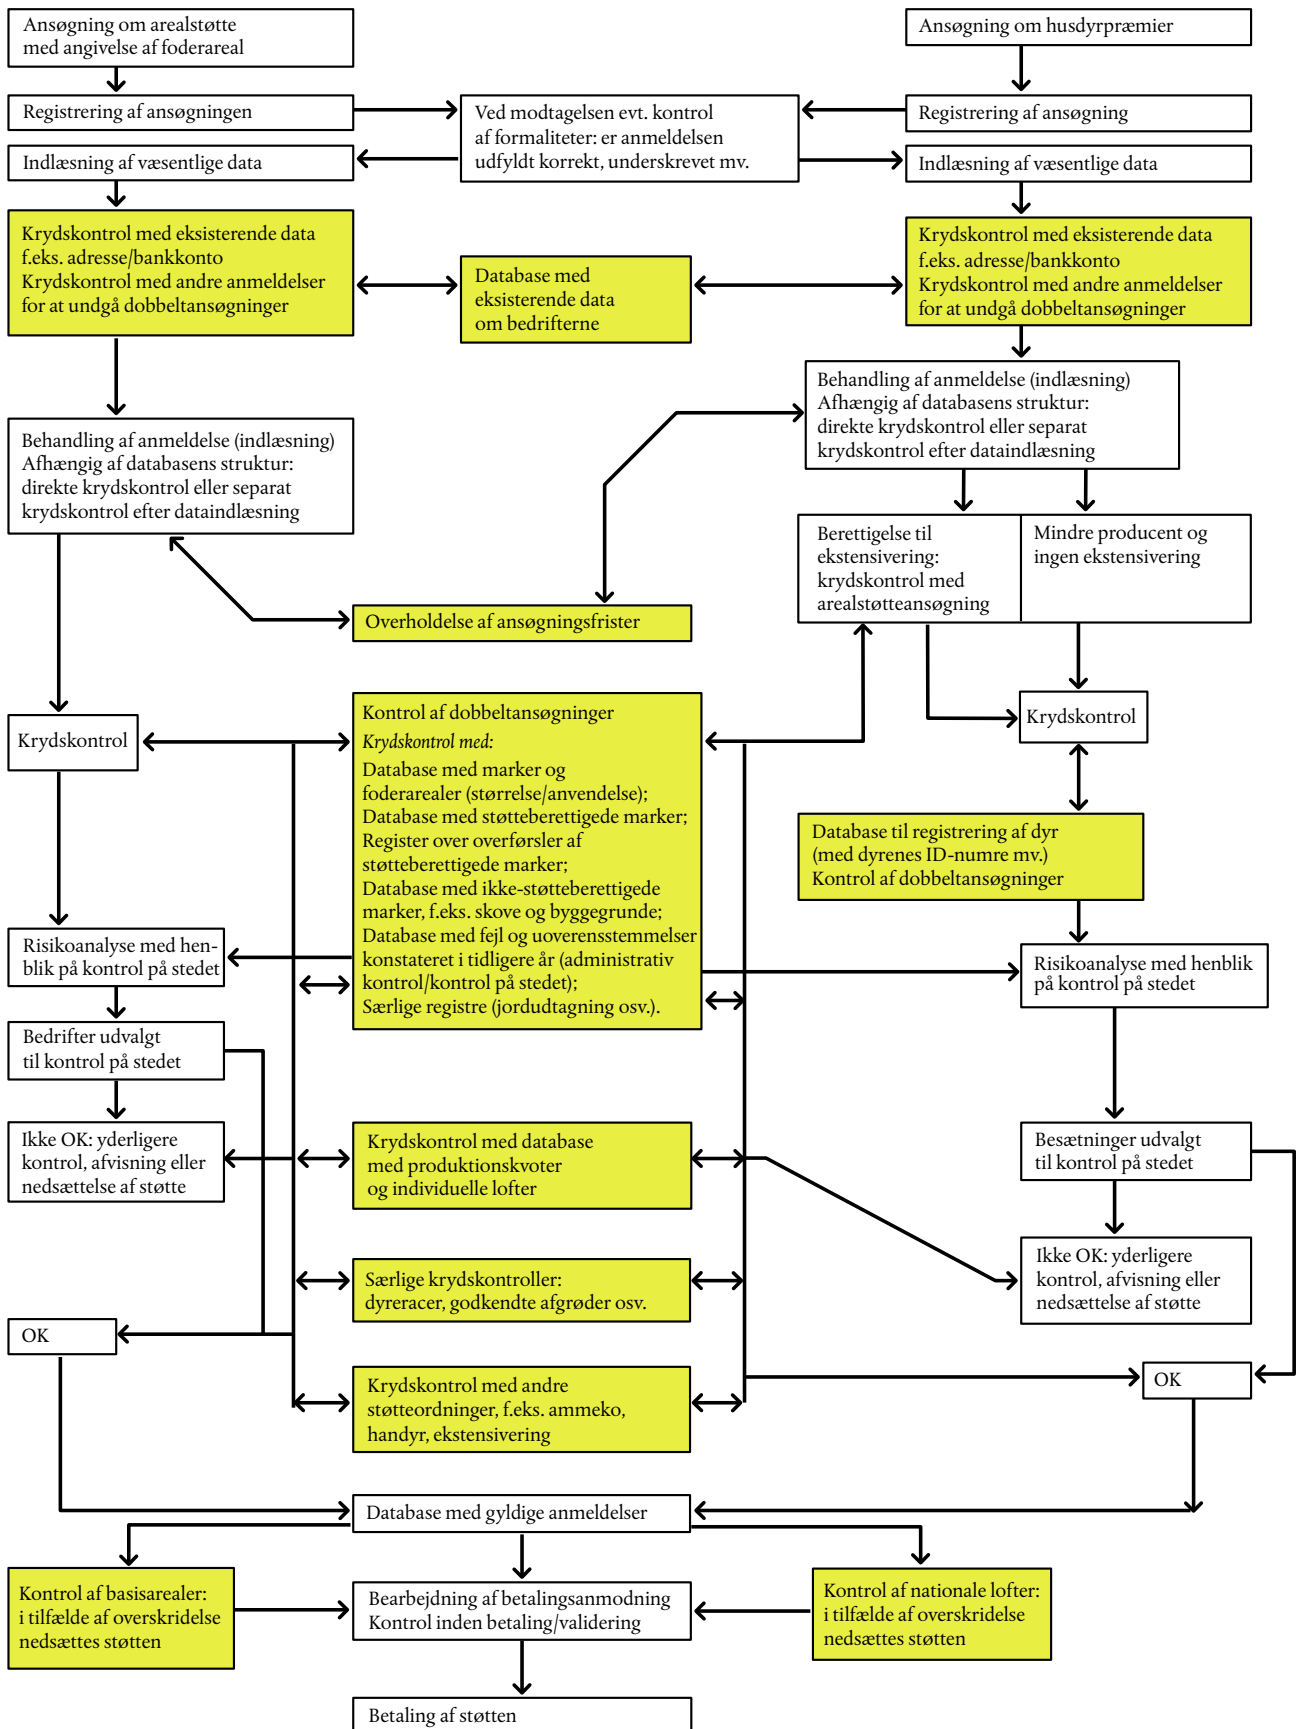 Ansøgning om arealstøtte
med angivelse af foderareal
Ansøgning om husdyrpræmier
Registrering af ansøgningen
Ved modtagelsen evt. kontrol
af formaliteter: er anmeldelsen
udfyldt korrekt, underskrevet mv.
Registrering af ansøgning
Indlæsning af væsentlige data
Indlæsning af væsentlige data
Krydskontrol med eksisterende data
f.eks. adresse/bankkonto
Krydskontrol med andre anmeldelser
for at undgå dobbeltansøgninger
Database med
eksisterende data
om bedrifterne
Krydskontrol med eksisterende data
f.eks. adresse/bankkonto
Krydskontrol med andre anmeldelser
for at undgå dobbeltansøgninger
Behandling af anmeldelse (indlæsning)
Afhængig af databasens struktur:
direkte krydskontrol eller separat
krydskontrol efter dataindlæsning
Behandling af anmeldelse (indlæsning)
Afhængig af databasens struktur:
direkte krydskontrol eller separat
krydskontrol efter dataindlæsning
Berettigelse til
ekstensivering:
krydskontrol med
arealstøtteansøgning
Mindre producent og
ingen ekstensivering
Overholdelse af ansøgningsfrister
Krydskontrol
Kontrol af dobbeltansøgninger
Krydskontrol med:
Database med marker og
foderarealer (størrelse/anvendelse);
Database med støtteberettigede marker;
Register over overførsler af
støtteberettigede marker;
Database med ikke-støtteberettigede
marker, f.eks. skove og byggegrunde;
Database med fejl og uoverensstemmelser
konstateret i tidligere år (administrativ
kontrol/kontrol på stedet);
Særlige registre (jordudtagning osv.).
Krydskontrol
Database til registrering af dyr
(med dyrenes ID-numre mv.)
Kontrol af dobbeltansøgninger
Risikoanalyse med hen-
blik på kontrol på stedet
Risikoanalyse med henblik
på kontrol på stedet
Bedrifter udvalgt
til kontrol på stedet
Ikke OK: yderligere
kontrol, afvisning eller
nedsættelse af støtte
Krydskontrol med database
med produktionskvoter
og individuelle lofter
Besætninger udvalgt
til kontrol på stedet
Ikke OK: yderligere
kontrol, afvisning eller
nedsættelse af støtte
Særlige krydskontroller:
dyreracer, godkendte afgrøder osv.
OK
Krydskontrol med andre
støtteordninger, f.eks. ammeko,
handyr, ekstensivering
OK
Database med gyldige anmeldelser
Kontrol af basisarealer:
i tilfælde af overskridelse
nedsættes støtten
Bearbejdning af betalingsanmodning
Kontrol inden betaling/validering
Kontrol af nationale lofter:
i tilfælde af overskridelse
nedsættes støtten
Betaling af støtten